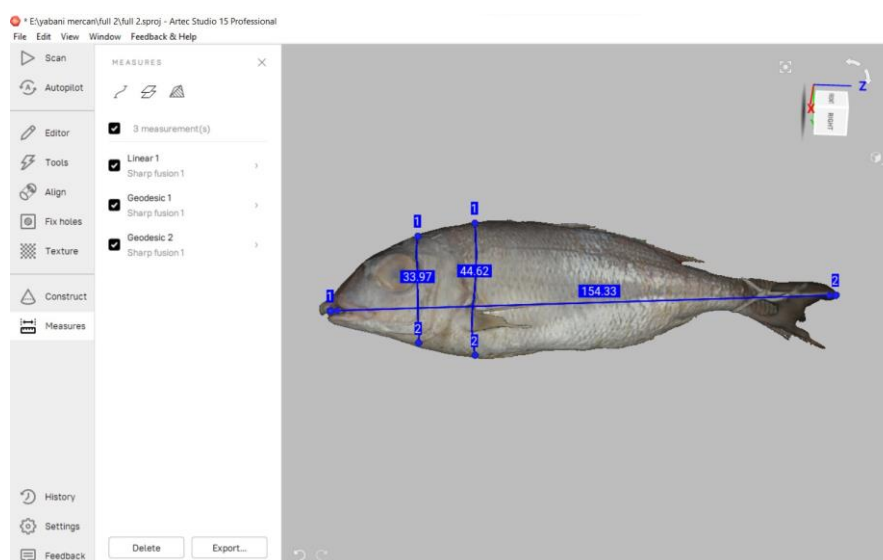 * E:\yabani mercan\full 2\full 2.sproj - Artec Studio 15 Professional
File Edit View Window Feedback & Help
Scan
Autopilot
Editor
Tools
Align
Fix holes
Texture
Construct
Measures
History
Settings
Feedback
MEASURES
3 measurement(s)
Linear 1
Sharp fusion 1
Geodesic 1
Sharp fusion 1
Geodesic 2
Sharp fusion 1
Delete Export...
1 1
33.97 44.62
1 154.33 2
2 2
Z
X
RIGHT